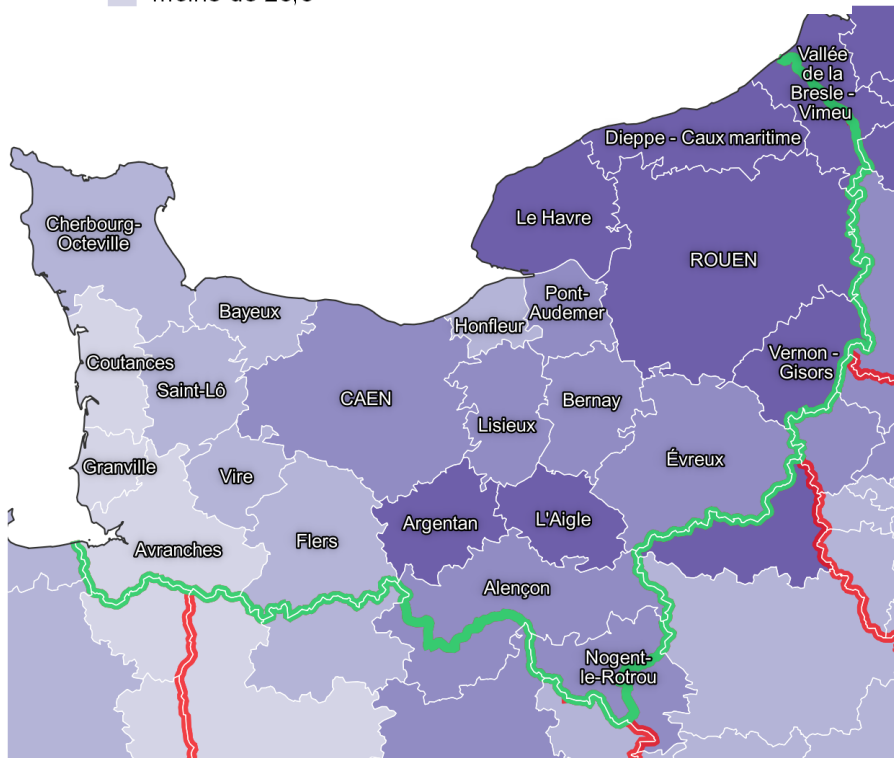 Vallée
de la
Bresle -
Vimeu
Dieppe - Caux maritime
Le Havre
Cherbourg-
Octeville
ROUEN
Bayeux
Pont-
Audemer
Honfleur
Coutances
Vernon -
Gisors
Saint-Lô
CAEN
Bernay
Lisieux
Granville
Vire
Évreux
Argentan
L'Aigle
Flers
Avranches
Alençon
Nogent-
le-Rotrou